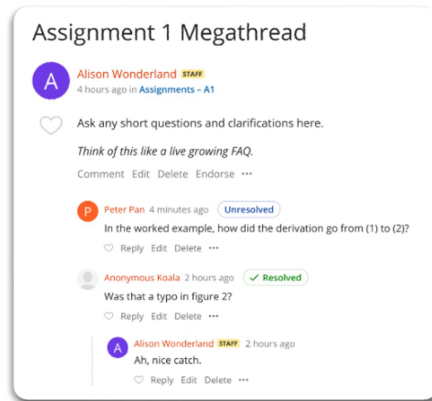 Assignment 1 Megathread
A
Alison Wonderland STAFF
4 hours ago in Assignments – A1
Ask any short questions and clarifications here.
Think of this like a live growing FAQ.
Comment Edit Delete Endorse •••
P
Peter Pan 4 minutes ago Unresolved
In the worked example, how did the derivation go from (1) to (2)?
Reply Edit Delete •••
Anonymous Koala 2 hours ago ✓ Resolved
Was that a typo in figure 2?
Reply Edit Delete •••
A
Alison Wonderland STAFF 2 hours ago
Ah, nice catch.
Reply Edit Delete •••